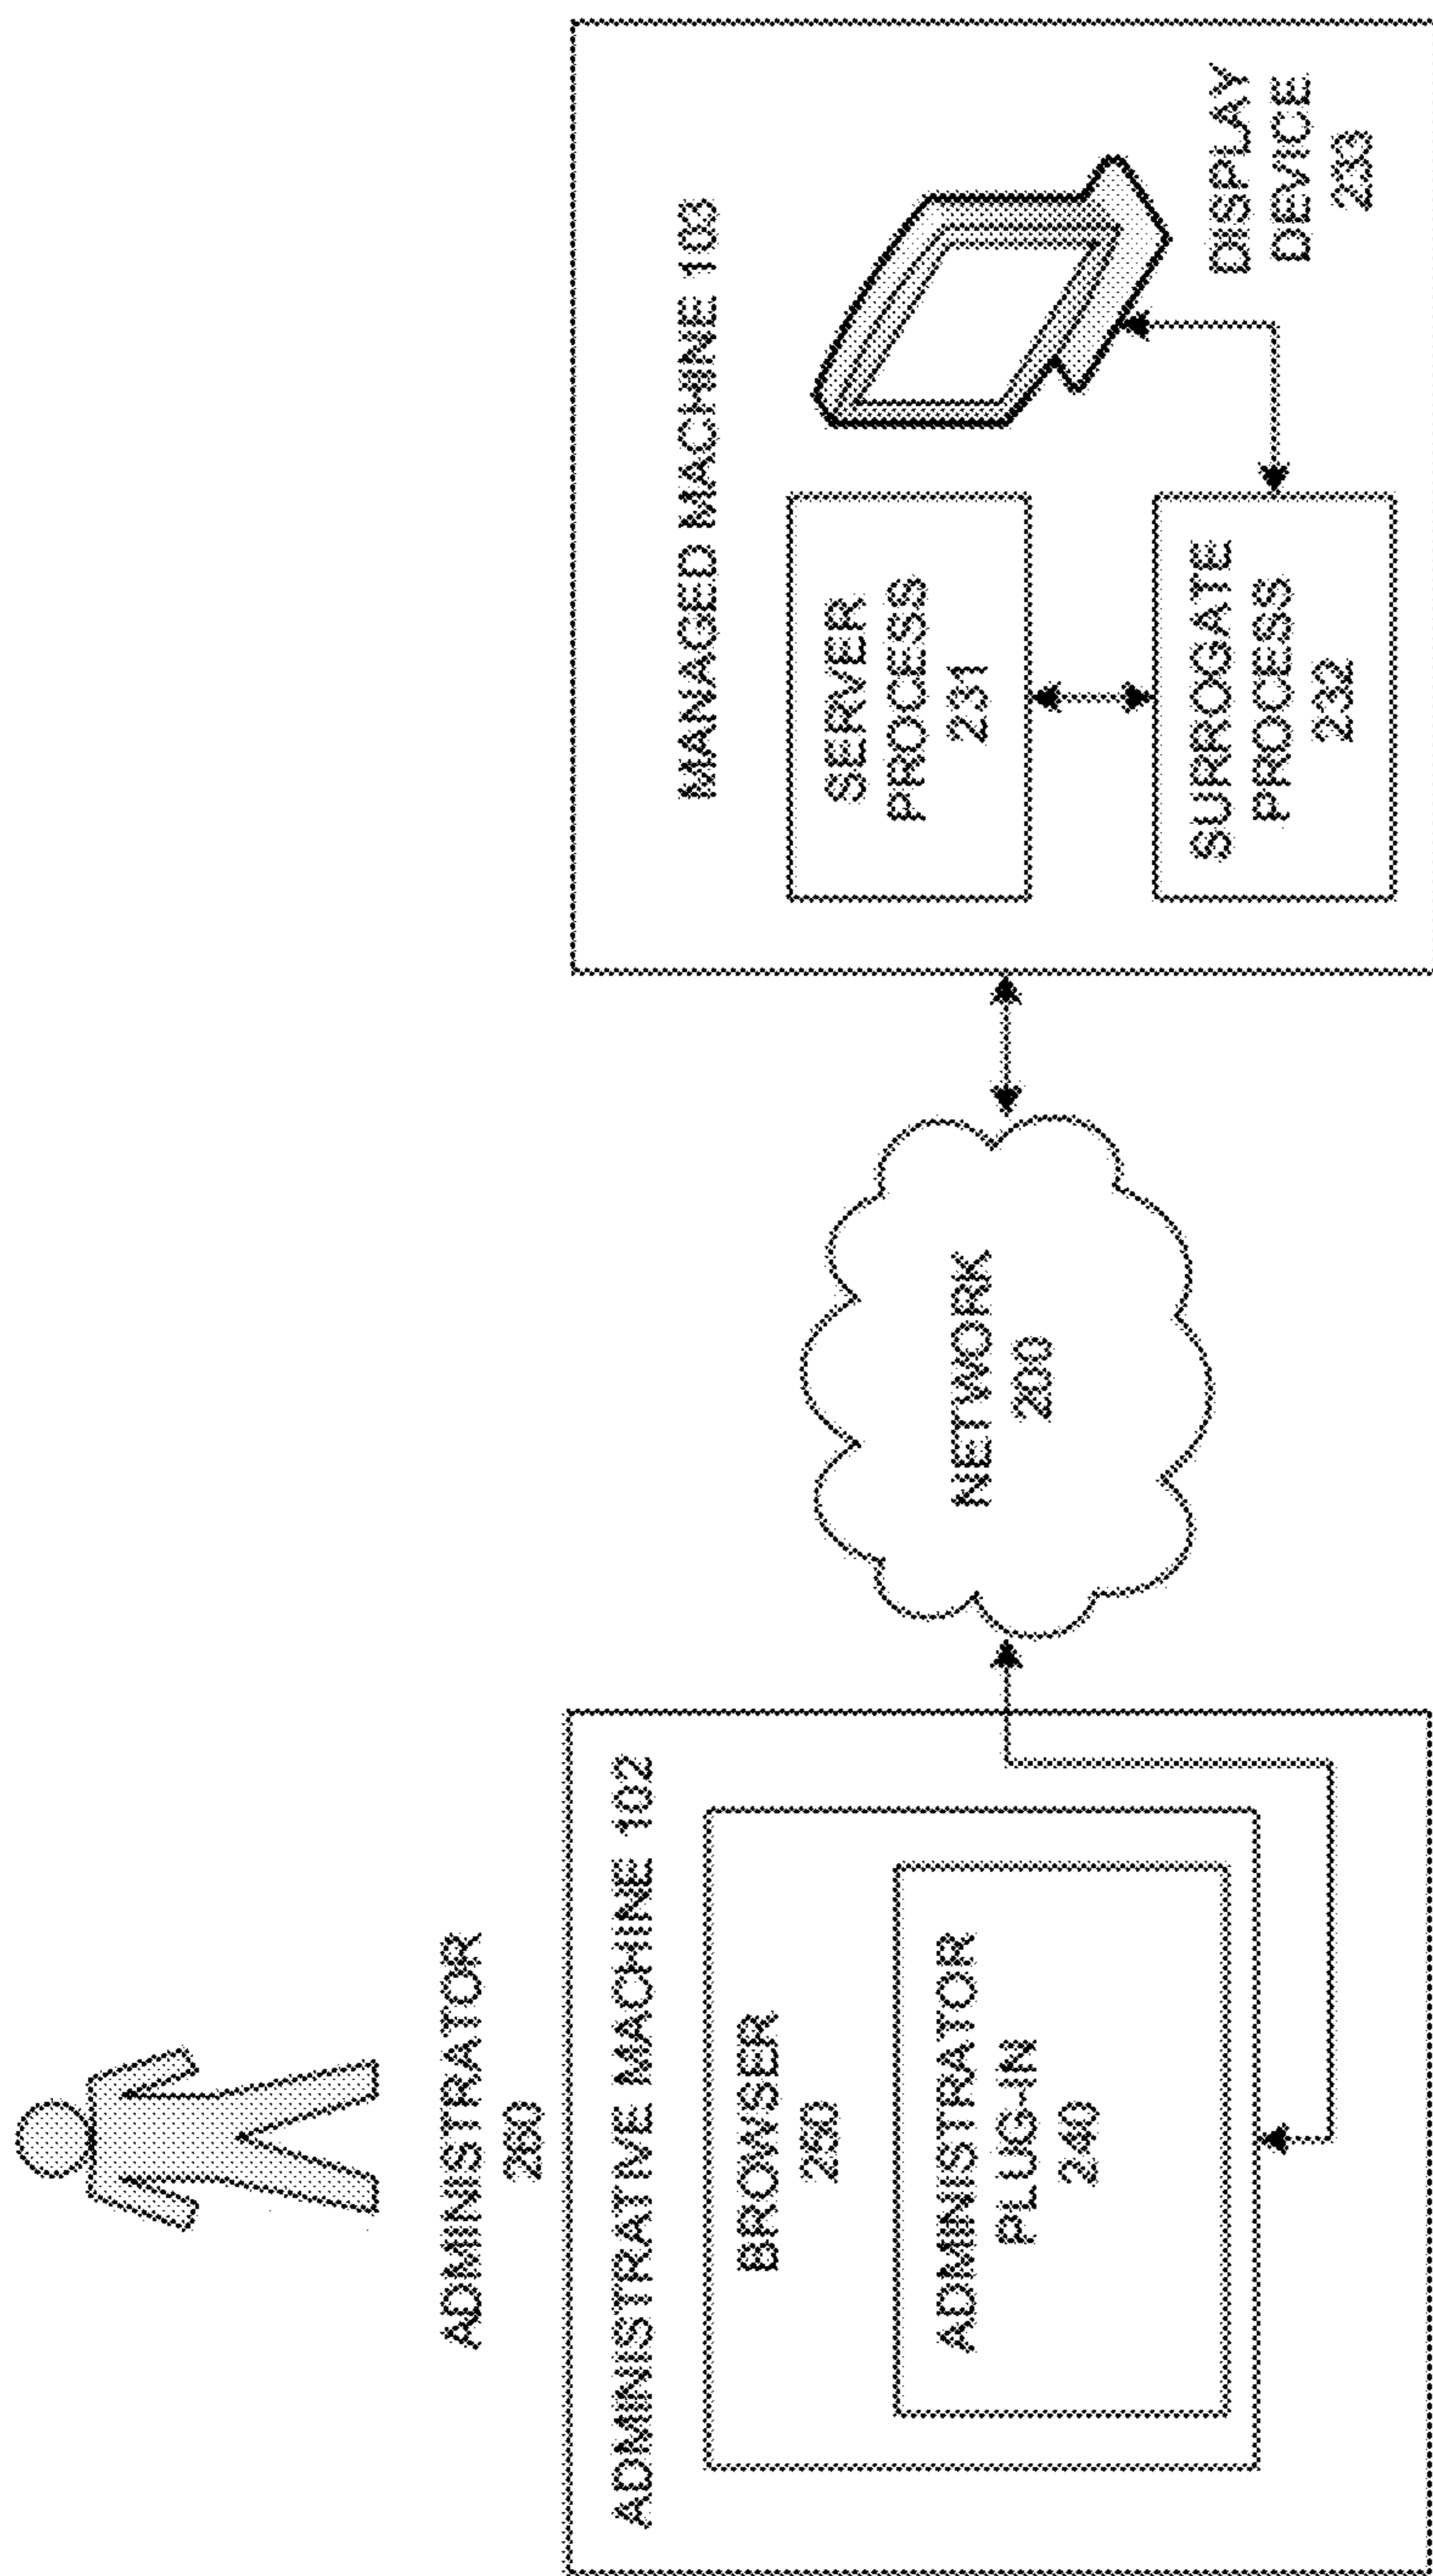 ADMINISTRATOR
260
ADMINISTRATIVE MACHINE 102
BROWSER
250
ADMINISTRATOR
PLUG-IN
240
NETWORK
200
MANAGED MACHINE 103
SERVER
PROCESS
231
SURROGATE
PROCESS
232
DISPLAY
DEVICE
233